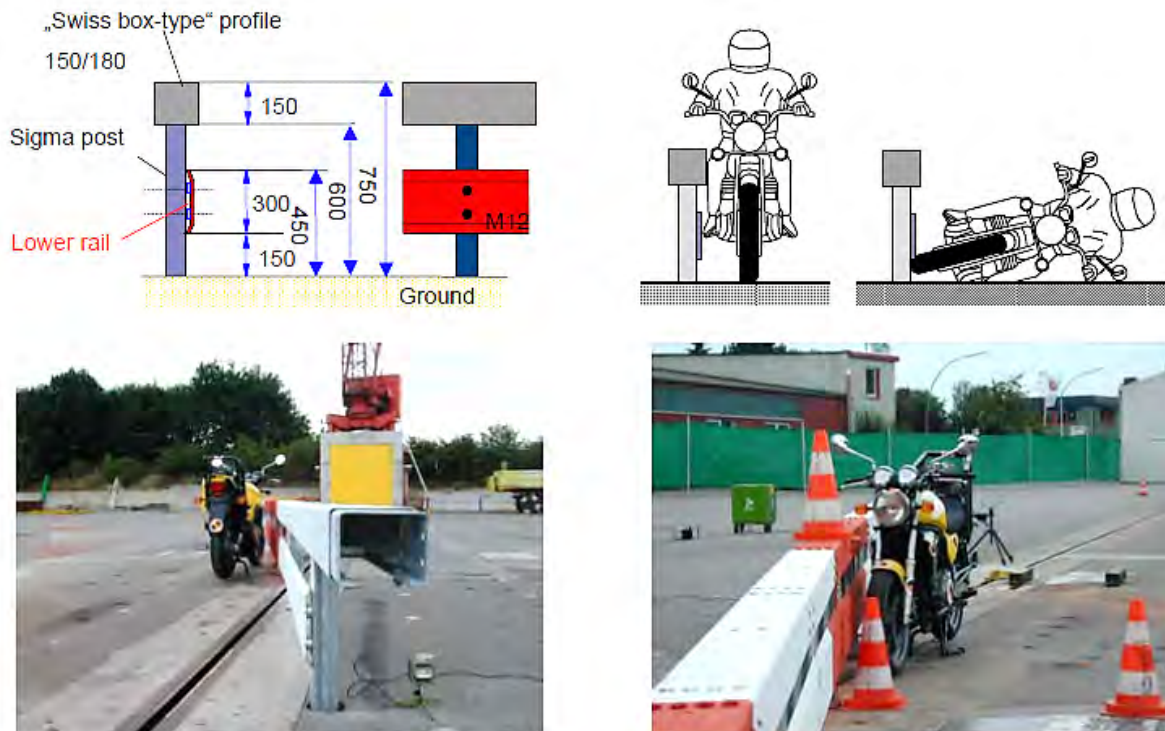 „Swiss box-type“ profile
150/180
150
Sigma post
750
600
300
450
M12
Lower rail
150
Ground